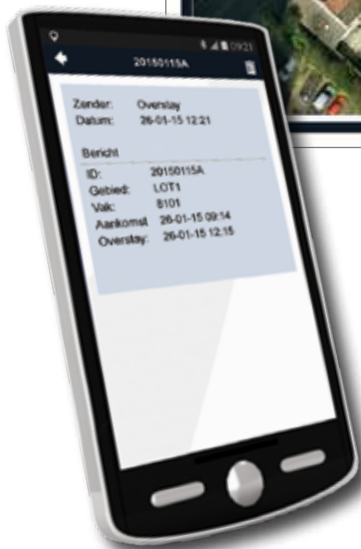 09:21
20150115A
Zender: Overstay
Datum: 26-01-15 12:21
Bericht
ID: 20150115A
Gebied: LOT1
Vak: 8101
Aankomst 26-01-15 09:14
Overstay: 26-01-15 12:15